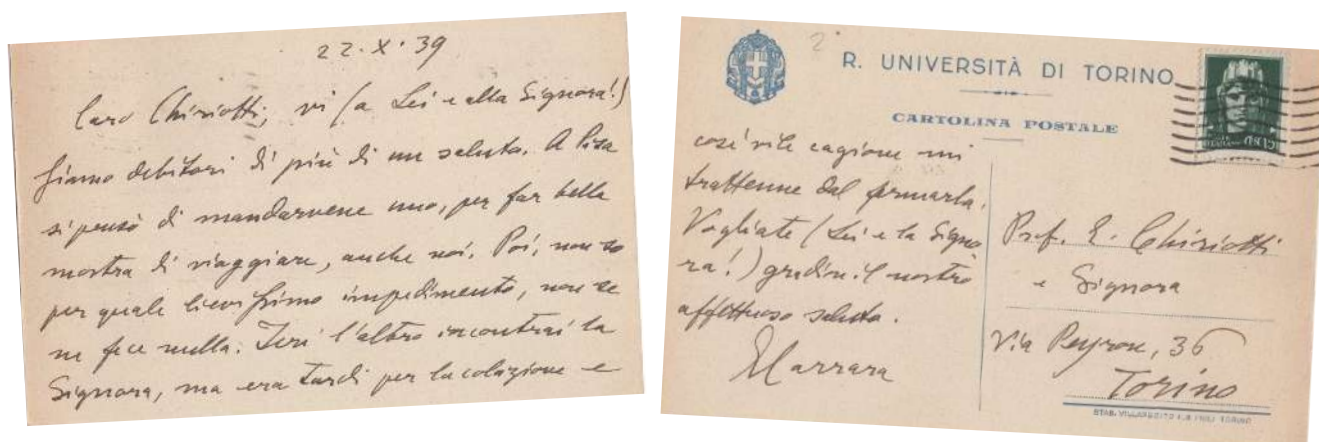 22·X·39
Caro Chiriotti, vi (a Lei e alla Signora!)
siamo debitori di più di un saluto. A Pisa
si pensò di mandarvene uno, per far bella
mostra di viaggiare, anche noi. Poi, non so
per quale lievissimo impedimento, non se
ne fece nulla. Ieri l'altro incontrai la
Signora, ma era tardi per la colazione e
R. UNIVERSITÀ DI TORINO
CARTOLINA POSTALE
così vile cagione mi
trattenne dal fermarla.
Vogliate (Lei e la Signo
ra!) gradire il nostro
affettuoso saluto.
Prof. E. Chiriotti
e Signora
Via Peyron, 36
Torino